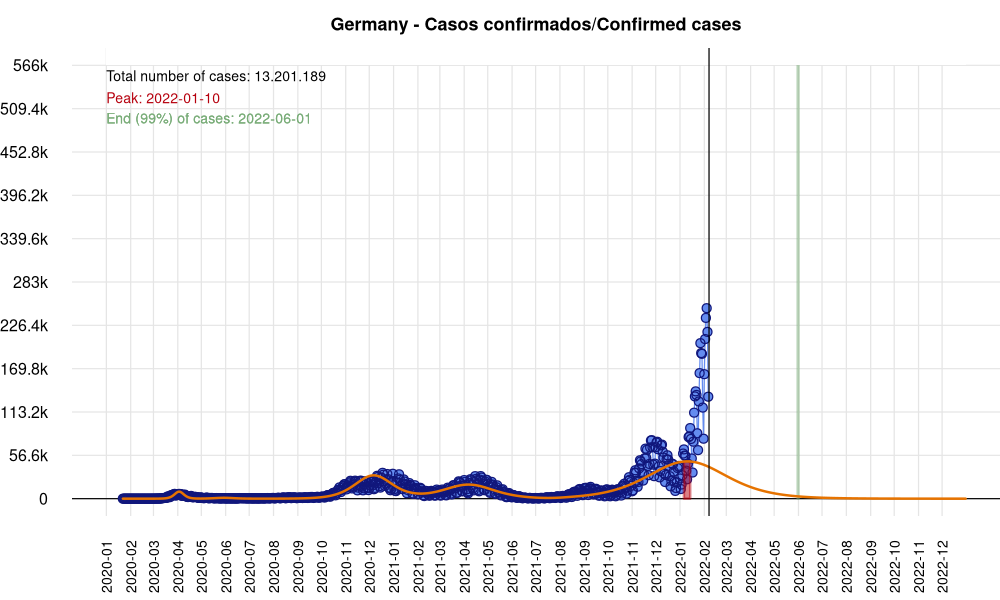 Germany - Casos confirmados/Confirmed cases
Total number of cases: 13.201.189
Peak: 2022-01-10
End (99%) of cases: 2022-06-01
566k
509.4k
452.8k
396.2k
339.6k
283k
226.4k
169.8k
113.2k
56.6k
0
2020-01
2020-02
2020-03
2020-04
2020-05
2020-06
2020-07
2020-08
2020-09
2020-10
2020-11
2020-12
2021-01
2021-02
2021-03
2021-04
2021-05
2021-06
2021-07
2021-08
2021-09
2021-10
2021-11
2021-12
2022-01
2022-02
2022-03
2022-04
2022-05
2022-06
2022-07
2022-08
2022-09
2022-10
2022-11
2022-12